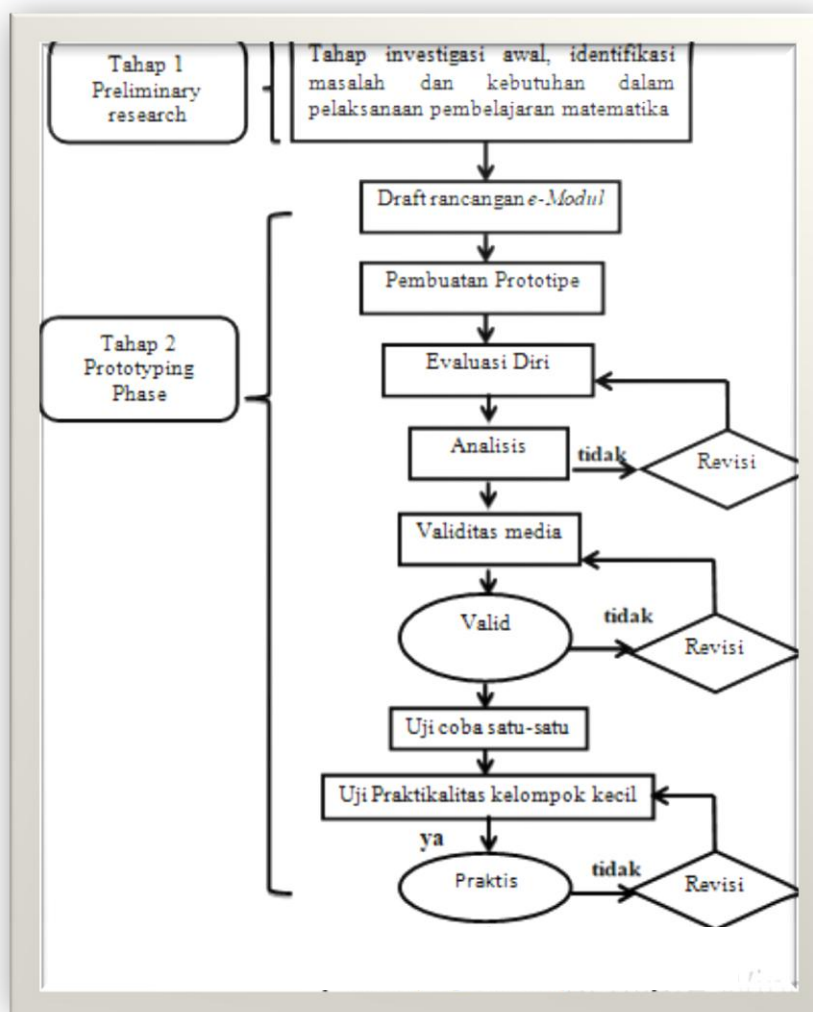 Tahap 1
Preliminary
research
Tahap investigasi awal, identifikasi
masalah dan kebutuhan dalam
pelaksanaan pembelajaran matematika
Draft rancangan e-Modul
Pembuatan Prototipe
Tahap 2
Prototyping
Phase
Evaluasi Diri
Analisis
tidak
Revisi
Validitas media
Valid
tidak
Revisi
Uji coba satu-satu
Uji Praktikalitas kelompok kecil
ya
Praktis
tidak
Revisi